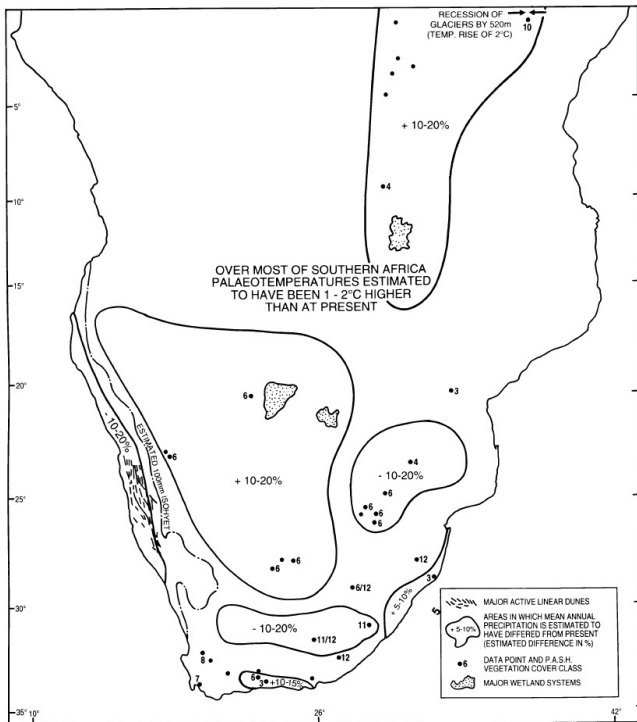 RECESSION OF
GLACIERS BY 520m
(TEMP. RISE OF 2°C)
10
5°
+ 10-20%
4
10°
OVER MOST OF SOUTHERN AFRICA
PALAEOTEMPERATURES ESTIMATED
TO HAVE BEEN 1 - 2°C HIGHER
THAN AT PRESENT
15°
20°
6
3
- 10-20%
ESTIMATED 100mm ISOHYET
6
4
- 10-20%
+ 10-20%
6
25°
6
6
6
6
6
12
3
6/12
+ 5-10%
5
30°
- 10-20%
11
11/12
12
8
7
6
3
+10-15%
35°
10°
26°
42°
MAJOR ACTIVE LINEAR DUNES
+ 5-10%
AREAS IN WHICH MEAN ANNUAL
PRECIPITATION IS ESTIMATED TO
HAVE DIFFERED FROM PRESENT
(ESTIMATED DIFFERENCE IN %)
6
DATA POINT AND P.A.S.H.
VEGETATION COVER CLASS
MAJOR WETLAND SYSTEMS